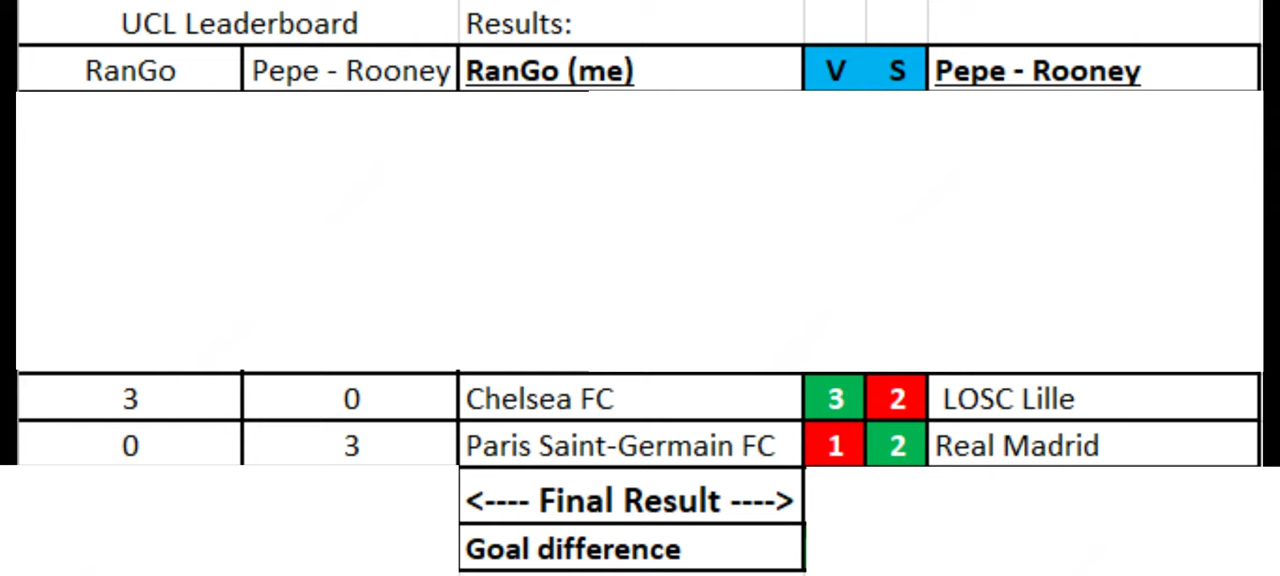 UCL Leaderboard Results:
RanGo Pepe - Rooney RanGo (me) V S Pepe - Rooney
3 0 Chelsea FC 3 2 LOSC Lille
0 3 Paris Saint-Germain FC 1 2 Real Madrid
<---- Final Result ---->
Goal difference